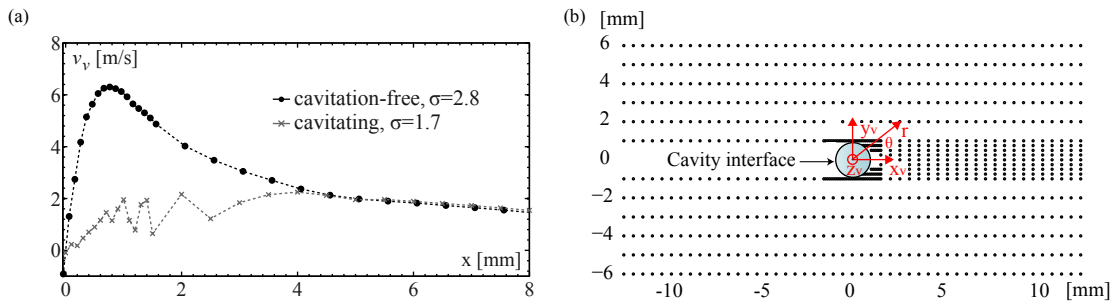 (a)
v_v [m/s]
8
6
4
2
0
0
2
4
6
8
x [mm]
cavitation-free, σ=2.8
cavitating, σ=1.7
(b)
[mm]
6
4
2
0
−2
−4
−6
-10
-5
0
5
10
[mm]
Cavity interface
y_v
r
θ
x_v
z_v